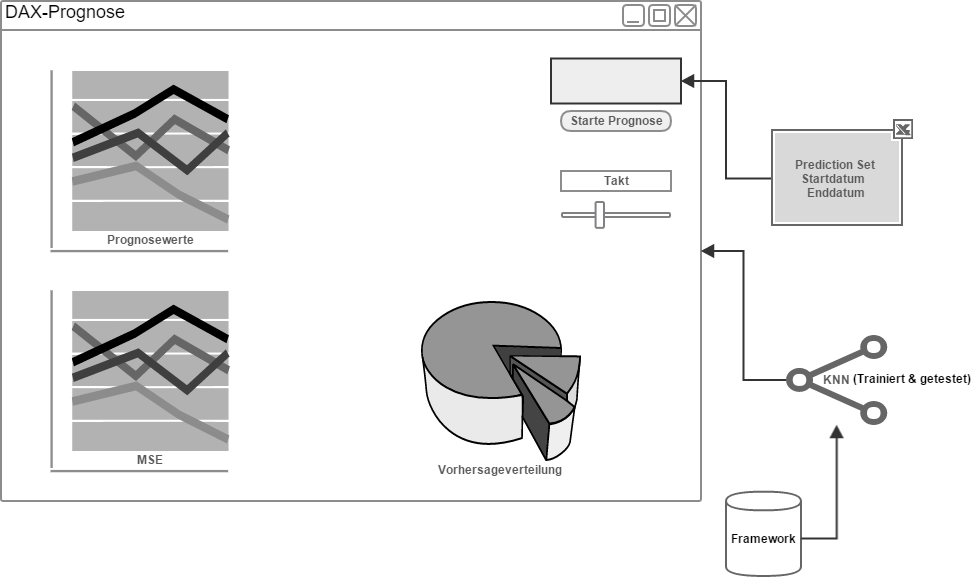 DAX-Prognose
Starte Prognose
Prediction Set
Startdatum
Enddatum
Takt
Prognosewerte
KNN (Trainiert & getestet)
MSE
Vorhersageverteilung
Framework